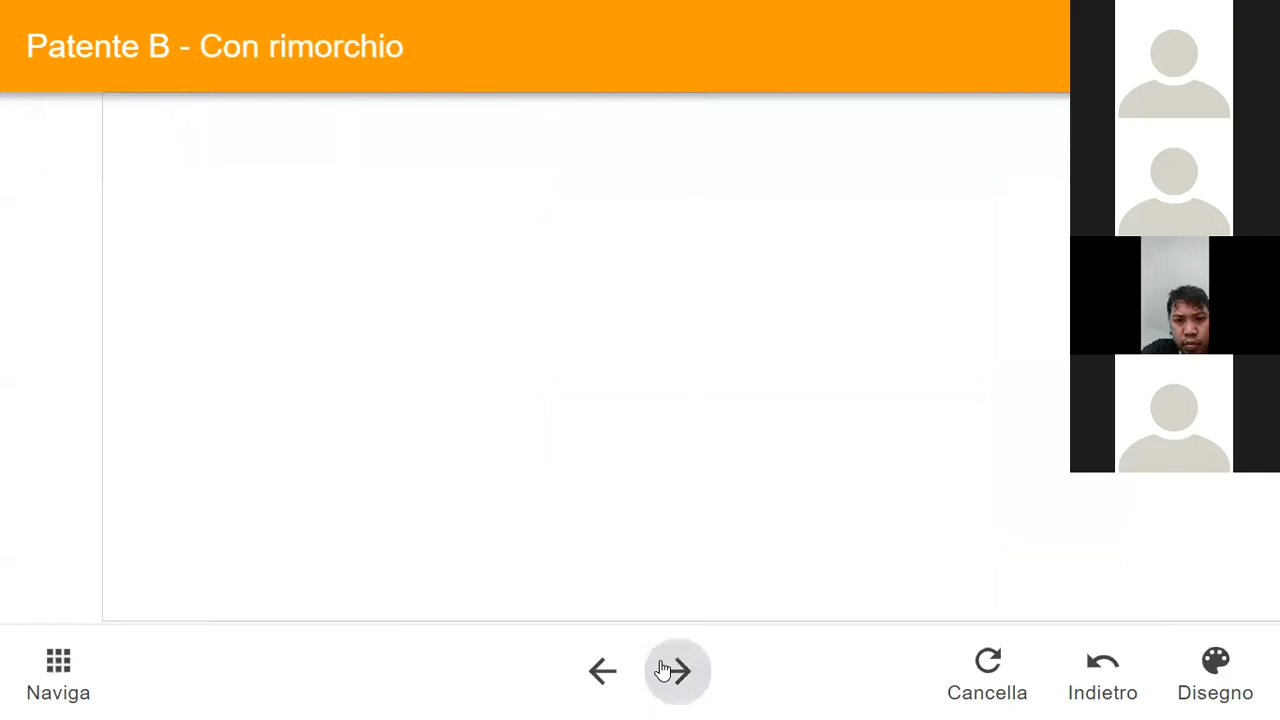 Patente B - Con rimorchio
Naviga
Cancella
Indietro
Disegno